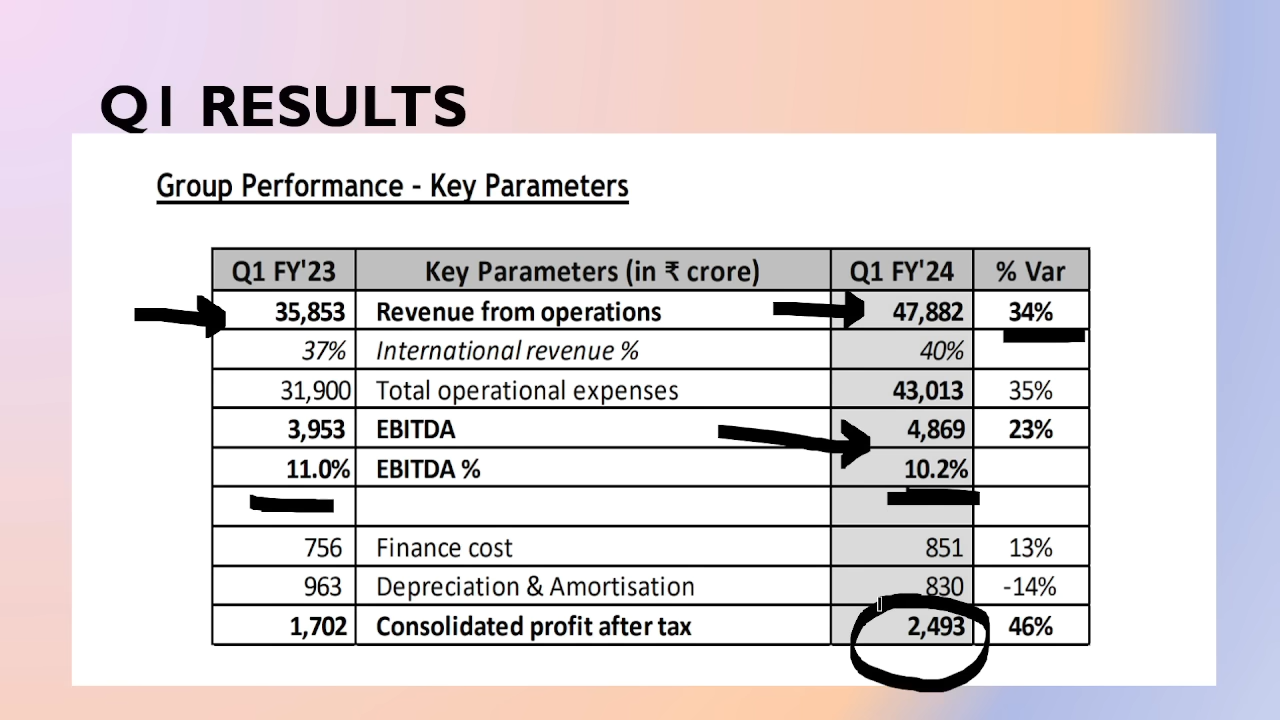 Q1 RESULTS
Group Performance - Key Parameters
Q1 FY'23 Key Parameters (in ₹ crore) Q1 FY'24 % Var
35,853 Revenue from operations 47,882 34%
37% International revenue % 40%
31,900 Total operational expenses 43,013 35%
3,953 EBITDA 4,869 23%
11.0% EBITDA % 10.2%
756 Finance cost 851 13%
963 Depreciation & Amortisation 830 -14%
1,702 Consolidated profit after tax 2,493 46%